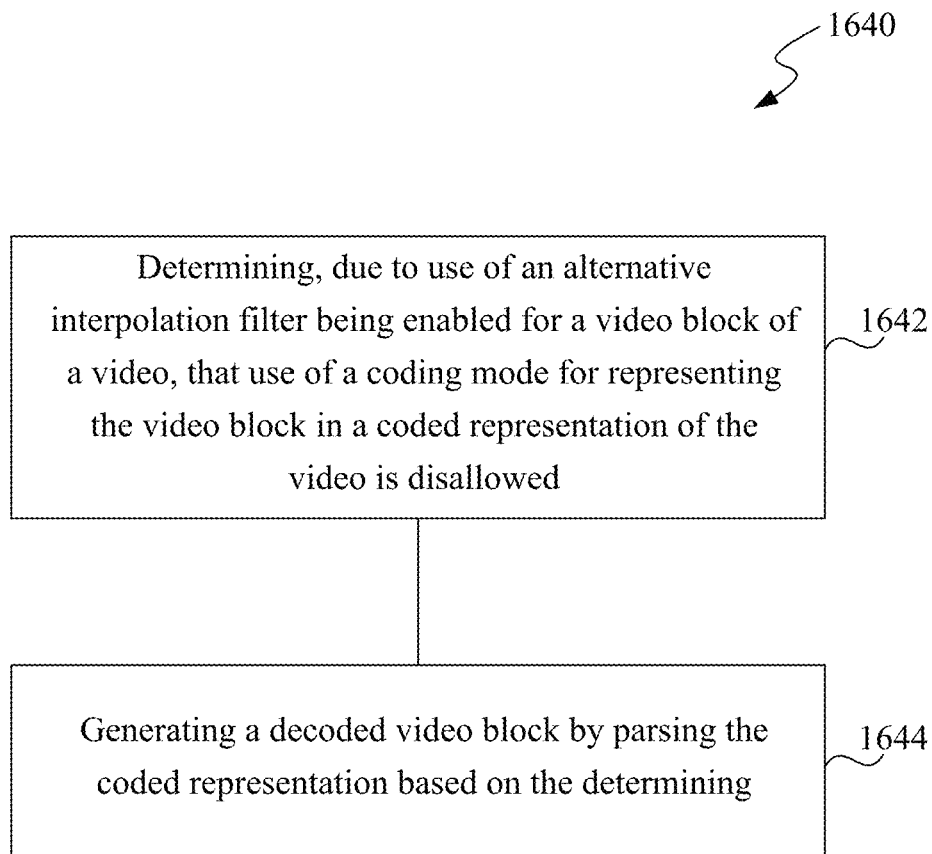 1640
Determining, due to use of an alternative
interpolation filter being enabled for a video block of
a video, that use of a coding mode for representing
the video block in a coded representation of the
video is disallowed
1642
Generating a decoded video block by parsing the
coded representation based on the determining
1644